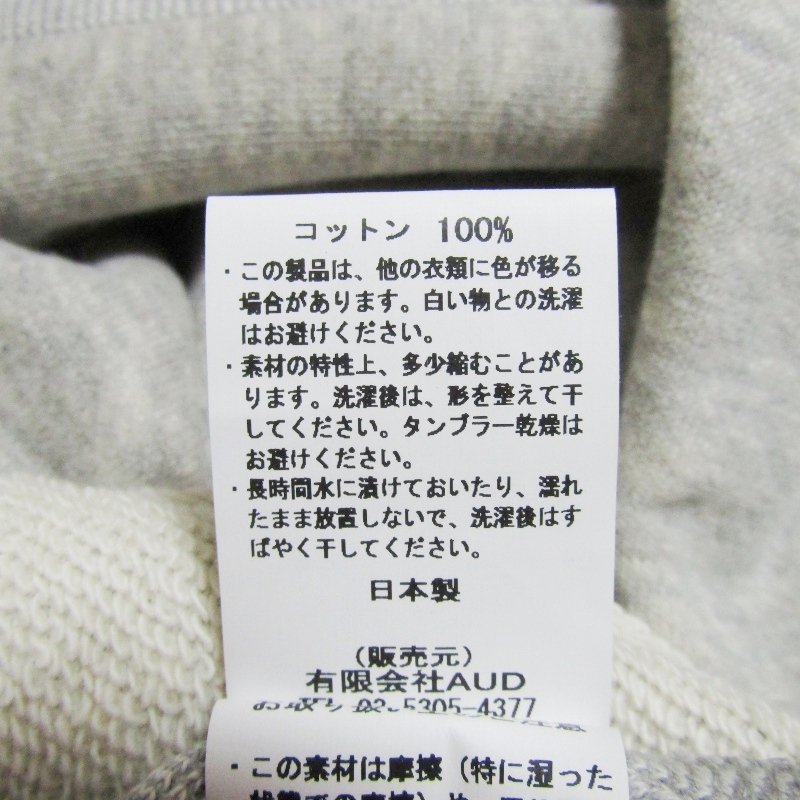 コットン 100%
・この製品は、他の衣類に色が移る
場合があります。白い物との洗濯
はお避けください。
・素材の特性上、多少縮むことがあ
ります。洗濯後は、形を整えて干
してください。タンブラー乾燥は
お避けください。
・長時間水に漬けておいたり、濡れ
たまま放置しないで、洗濯後はす
ばやく干してください。
日本製
(販売元)
有限会社AUD
03-5305-4377
・この素材は摩擦（特に湿った